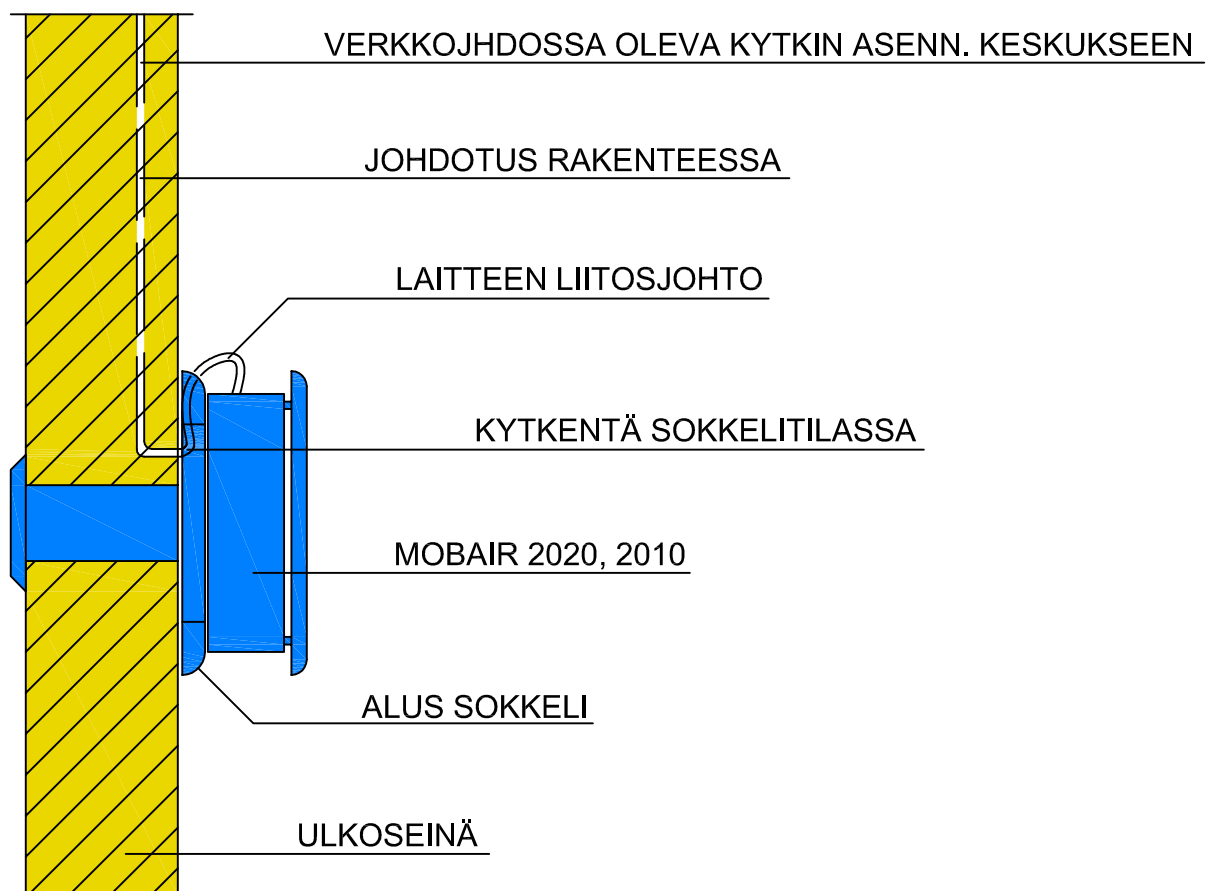 VERKKOJHDOSSA OLEVA KYTKIN ASENN. KESKUKSEEN
JOHDOTUS RAKENTEESSA
LAITTEEN LIITOSJOHTO
KYTKENTÄ SOKKELITILASSA
MOBAIR 2020, 2010
ALUS SOKKELI
ULKOSEINÄ